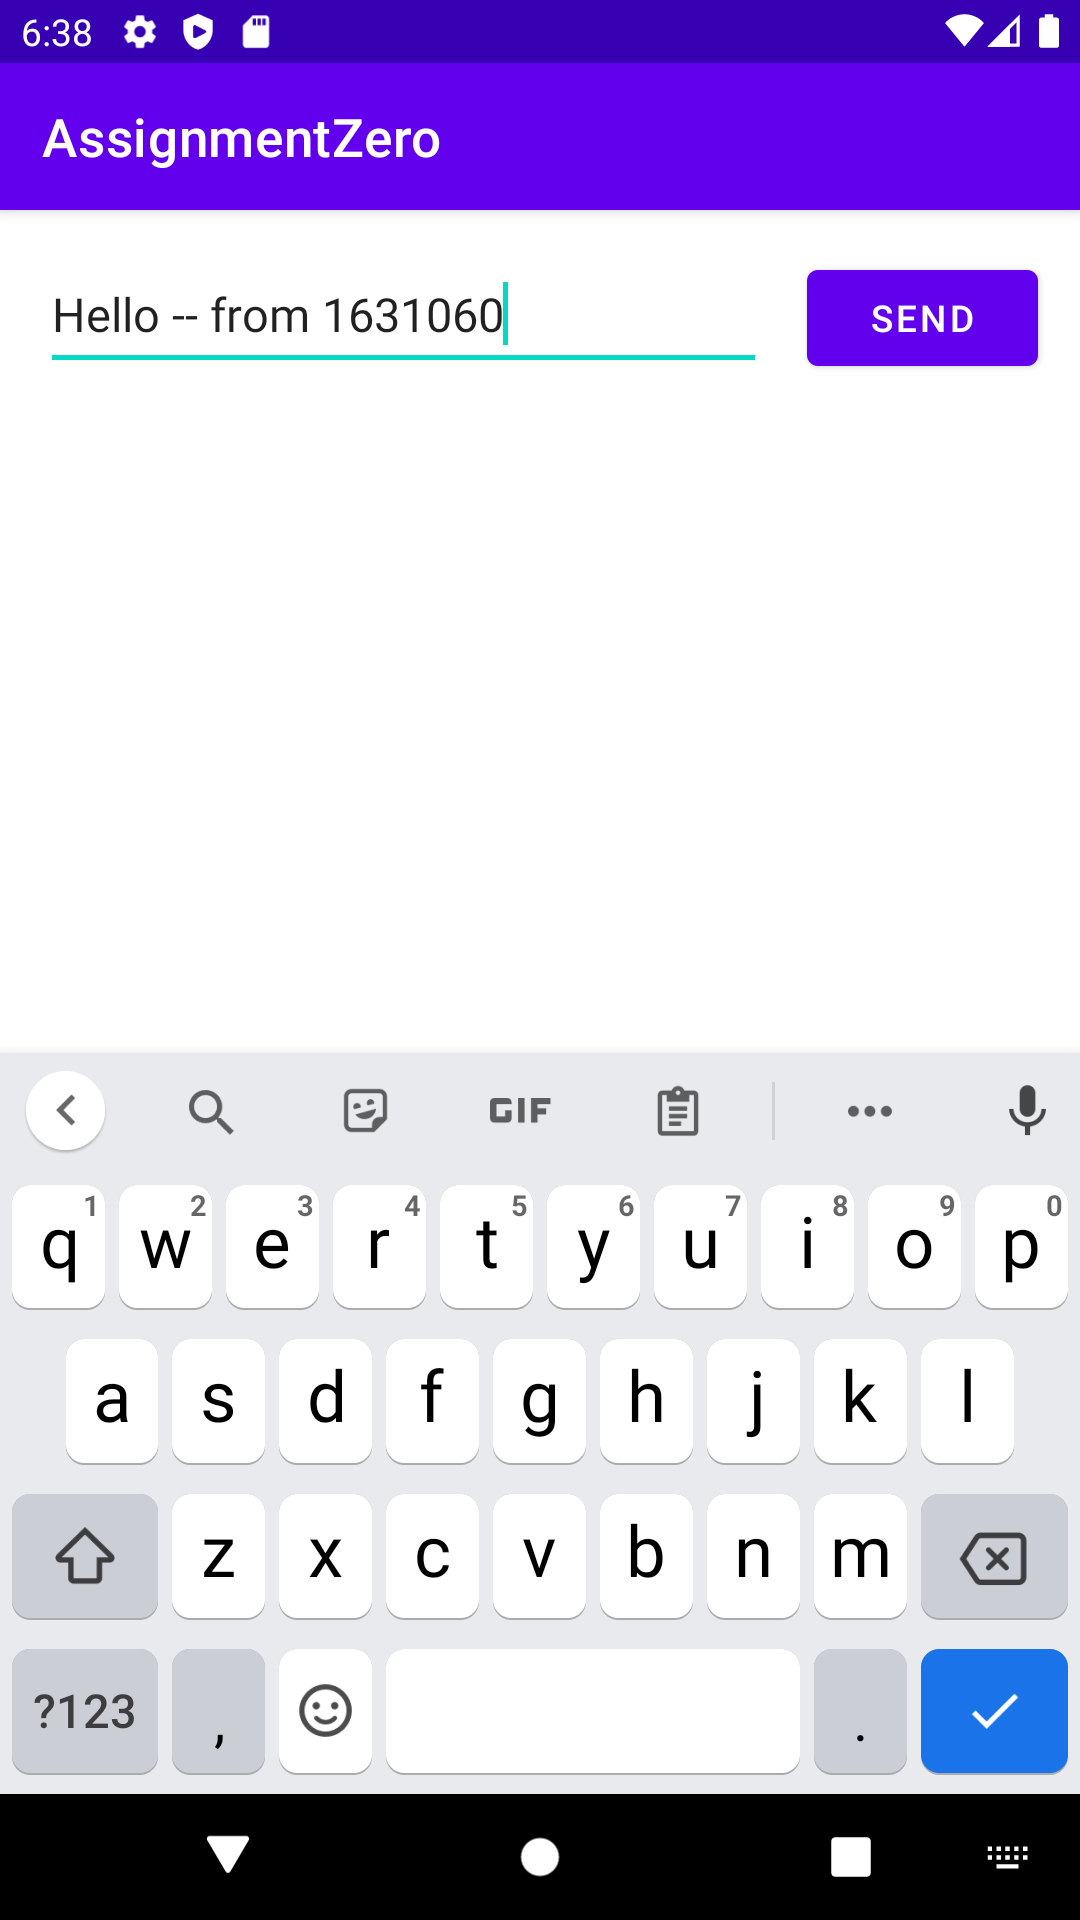 6:38
AssignmentZero
Hello -- from 1631060
SEND
GIF
q 1 w 2 e 3 r 4 t 5 y 6 u 7 i 8 o 9 p 0
a s d f g h j k l
z x c v b n m
?123 , .